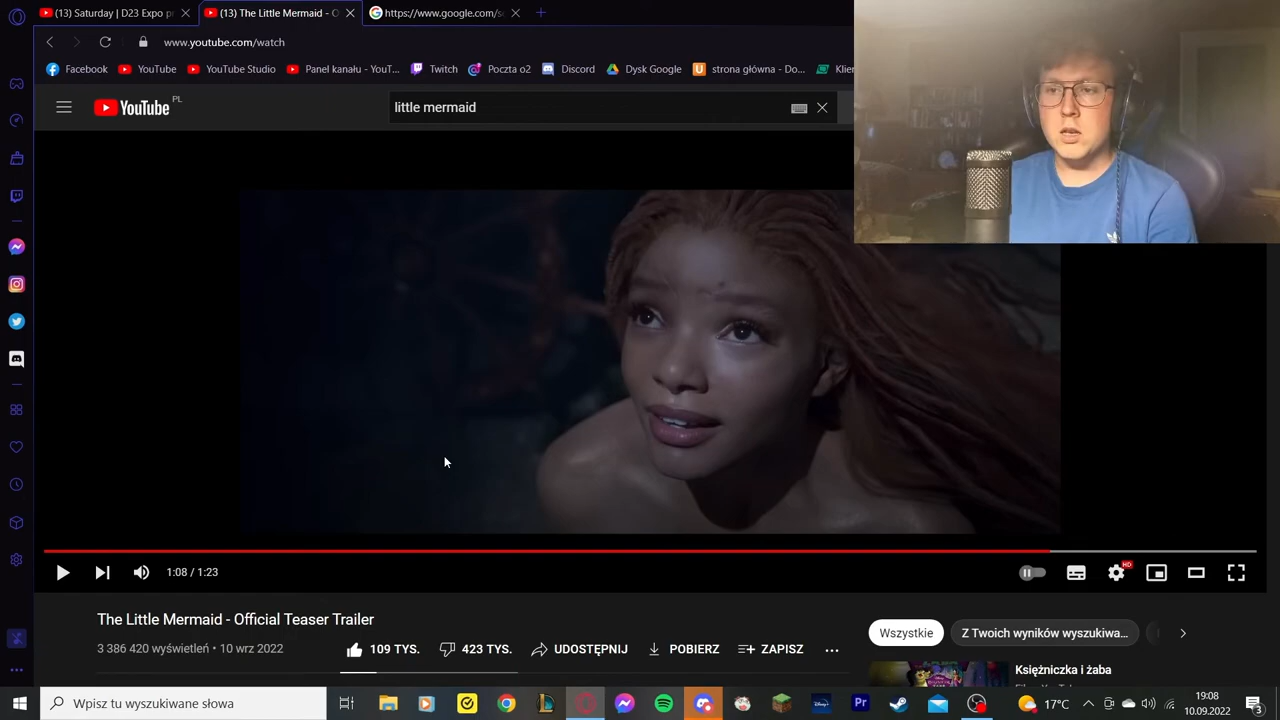 (13) Saturday | D23 Expo p
(13) The Little Mermaid - O
https://www.google.com/s
www.youtube.com/watch
Facebook
YouTube
YouTube Studio
Panel kanału - YouT...
Twitch
Poczta o2
Discord
Dysk Google
strona główna - Do...
Klien
YouTube PL
little mermaid
1:08 / 1:23
HD
The Little Mermaid - Official Teaser Trailer
3 386 420 wyświetleń • 10 wrz 2022
109 TYS.
423 TYS.
UDOSTĘPNIJ
POBIERZ
ZAPISZ
Wszystkie
Z Twoich wyników wyszukiwa...
Księżniczka i żaba
Wpisz tu wyszukiwane słowa
Pr
17°C
19:08
10.09.2022
3